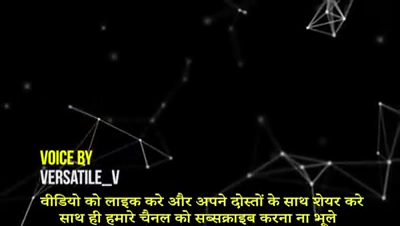 VOICE BY
VERSATILE_V
वीडियो को लाइक करे और अपने दोस्तों के साथ शेयर करे
साथ ही हमारे चैनल को सब्सक्राइब करना ना भूले